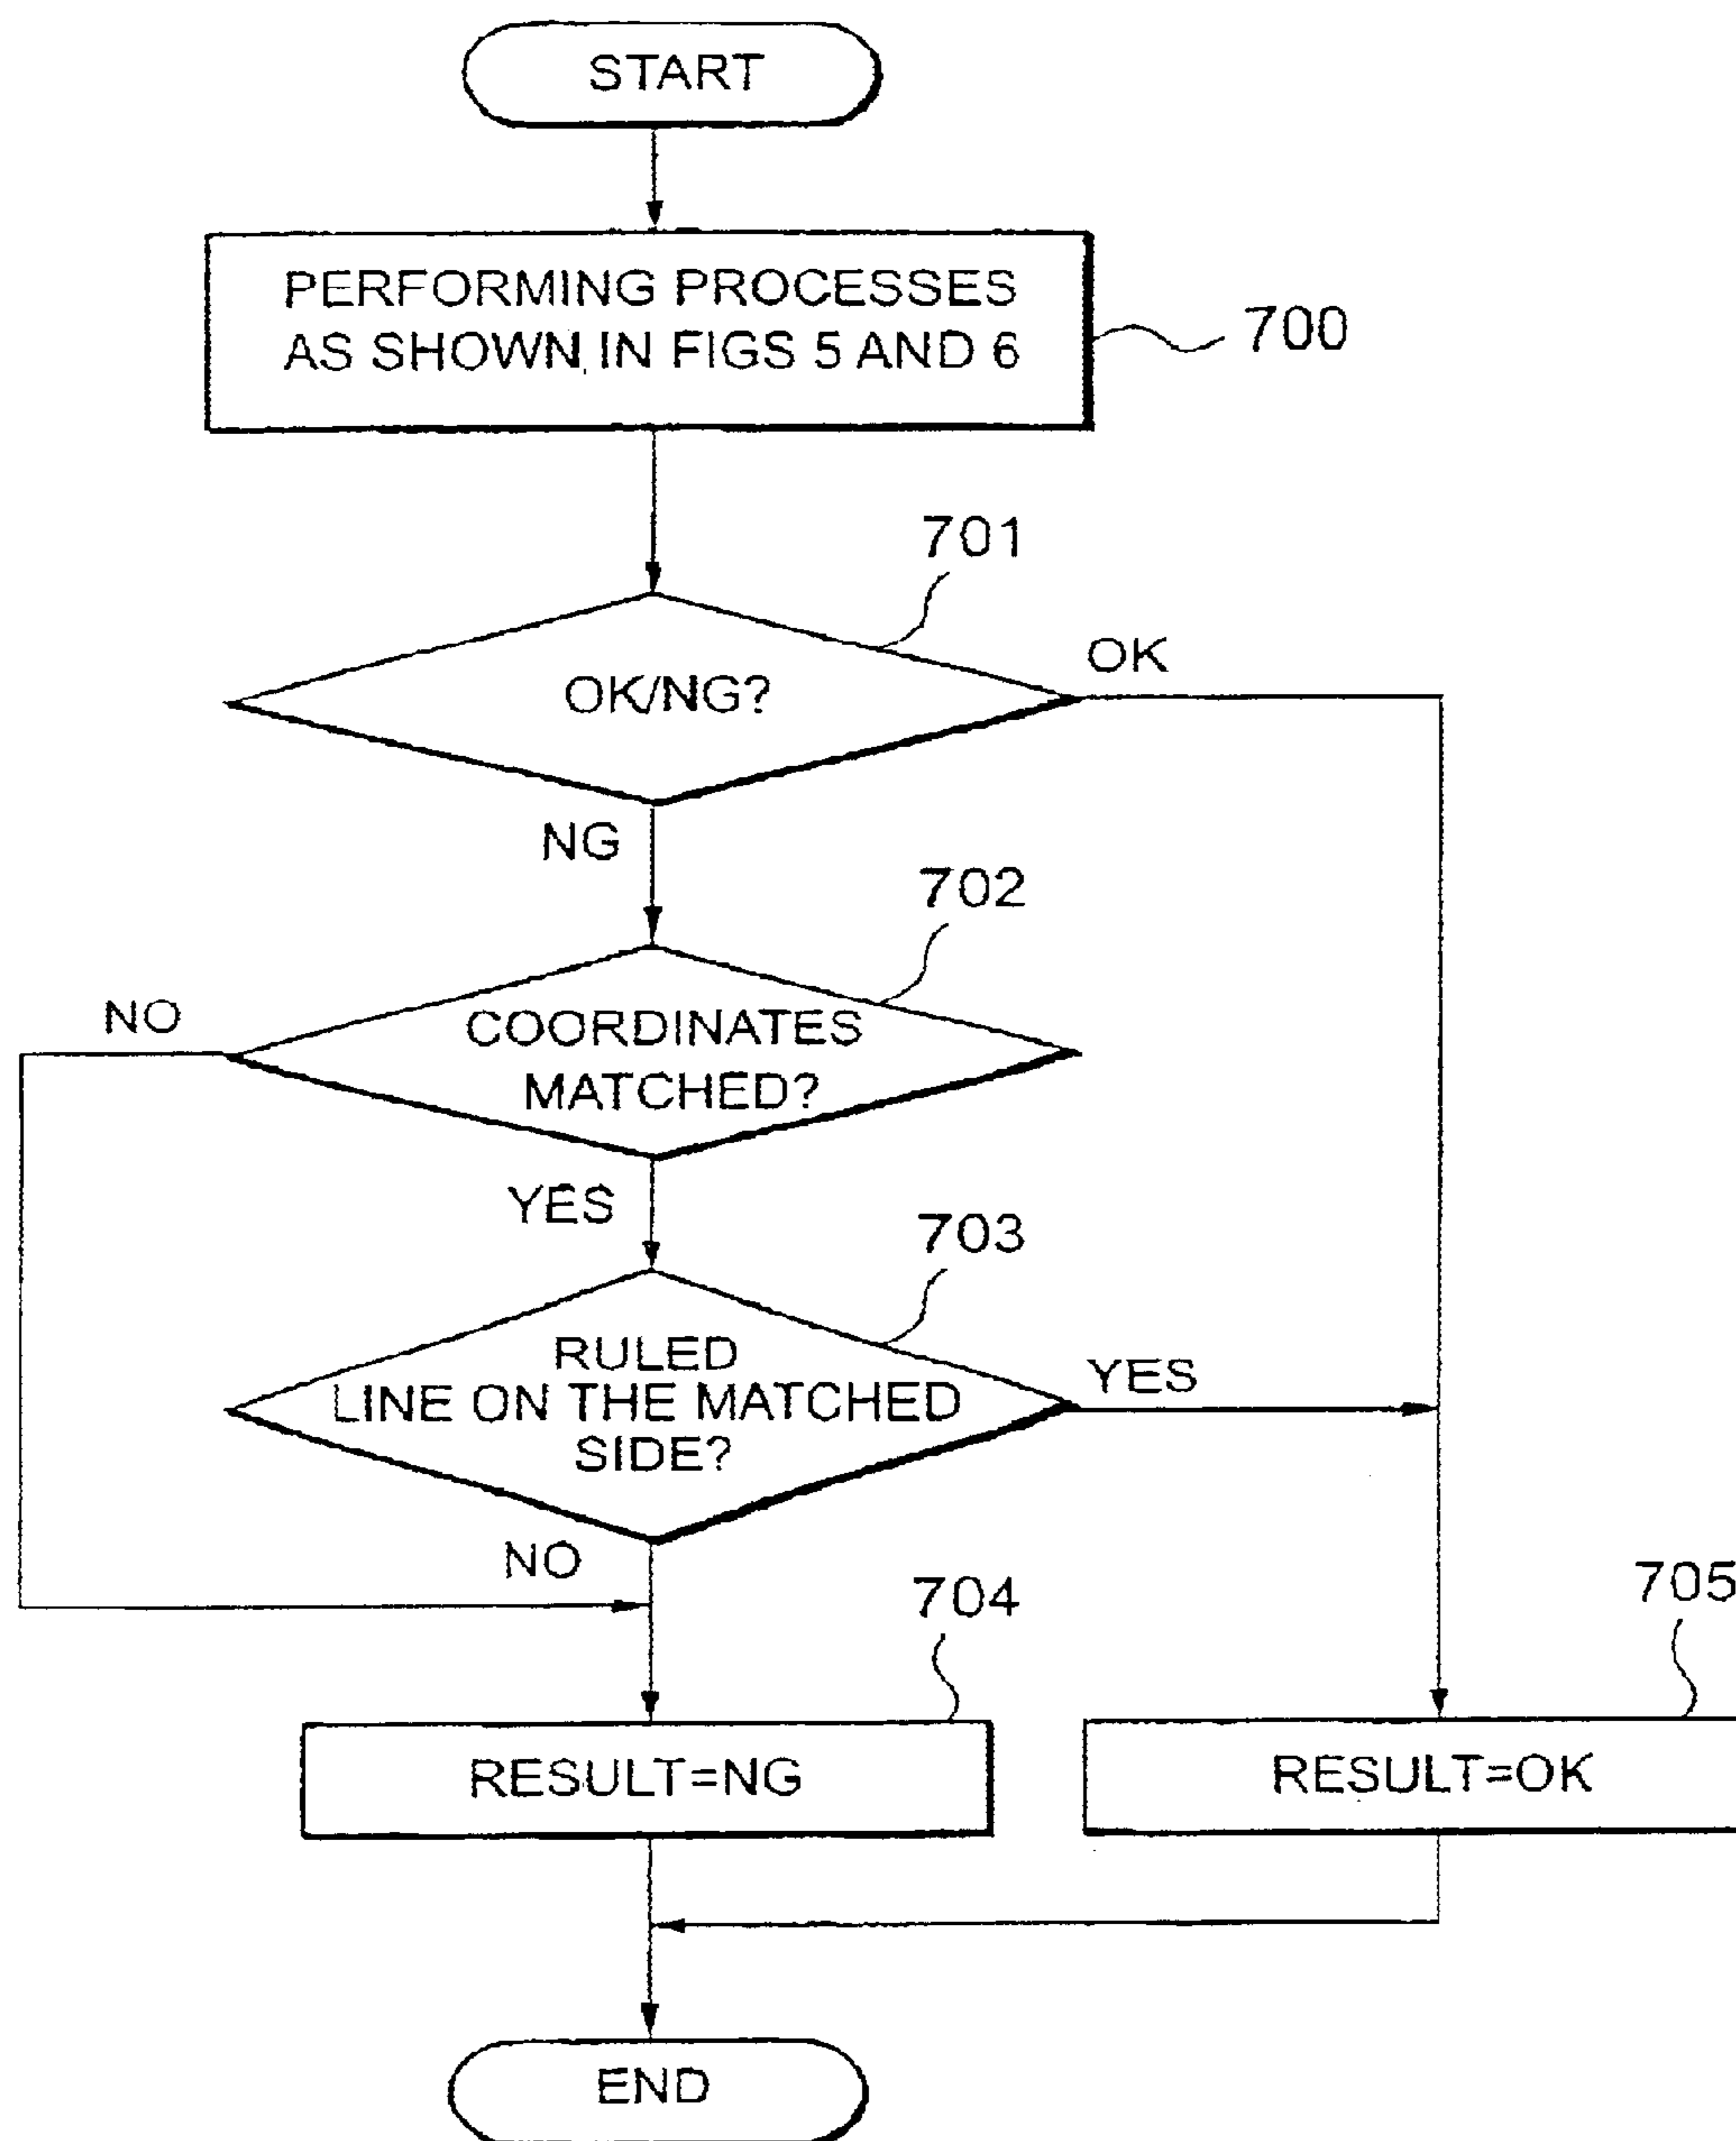 START
PERFORMING PROCESSES
AS SHOWN IN FIGS 5 AND 6
700
701
OK/NG?
OK
NG
702
NO
COORDINATES
MATCHED?
YES
703
RULED
LINE ON THE MATCHED
SIDE?
YES
NO
704
705
RESULT=NG
RESULT=OK
END